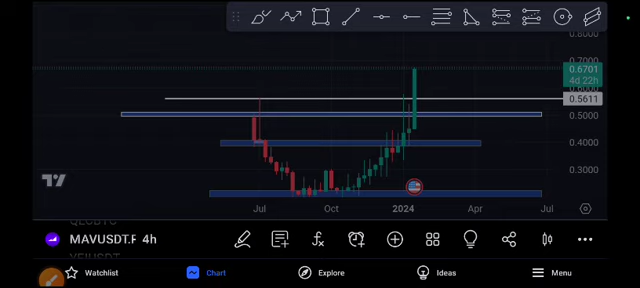 0.8000
0.7000
0.6701
4d 22h
0.5611
0.5000
0.4000
0.3000
Jul Oct 2024 Apr Jul
MAVUSDT.F 4h
Watchlist Chart Explore Ideas Menu